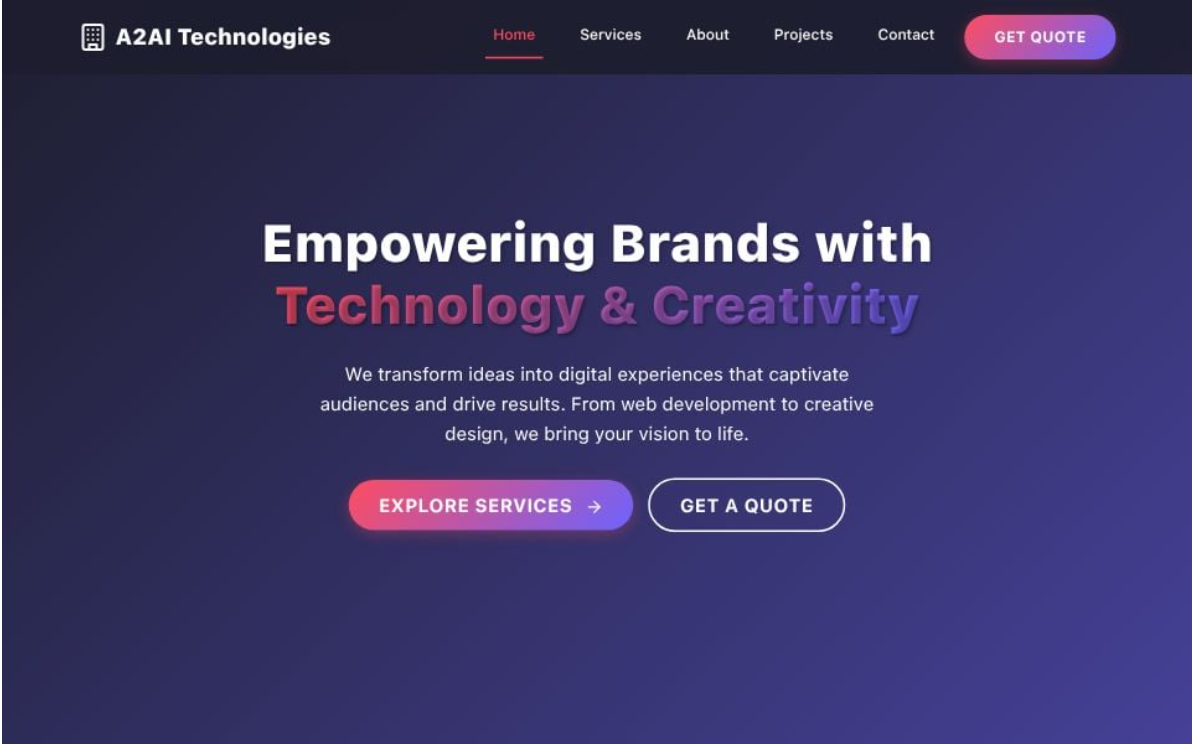 A2AI Technologies
Home
Services
About
Projects
Contact
GET QUOTE
Empowering Brands with
Technology & Creativity
We transform ideas into digital experiences that captivate
audiences and drive results. From web development to creative
design, we bring your vision to life.
EXPLORE SERVICES →
GET A QUOTE